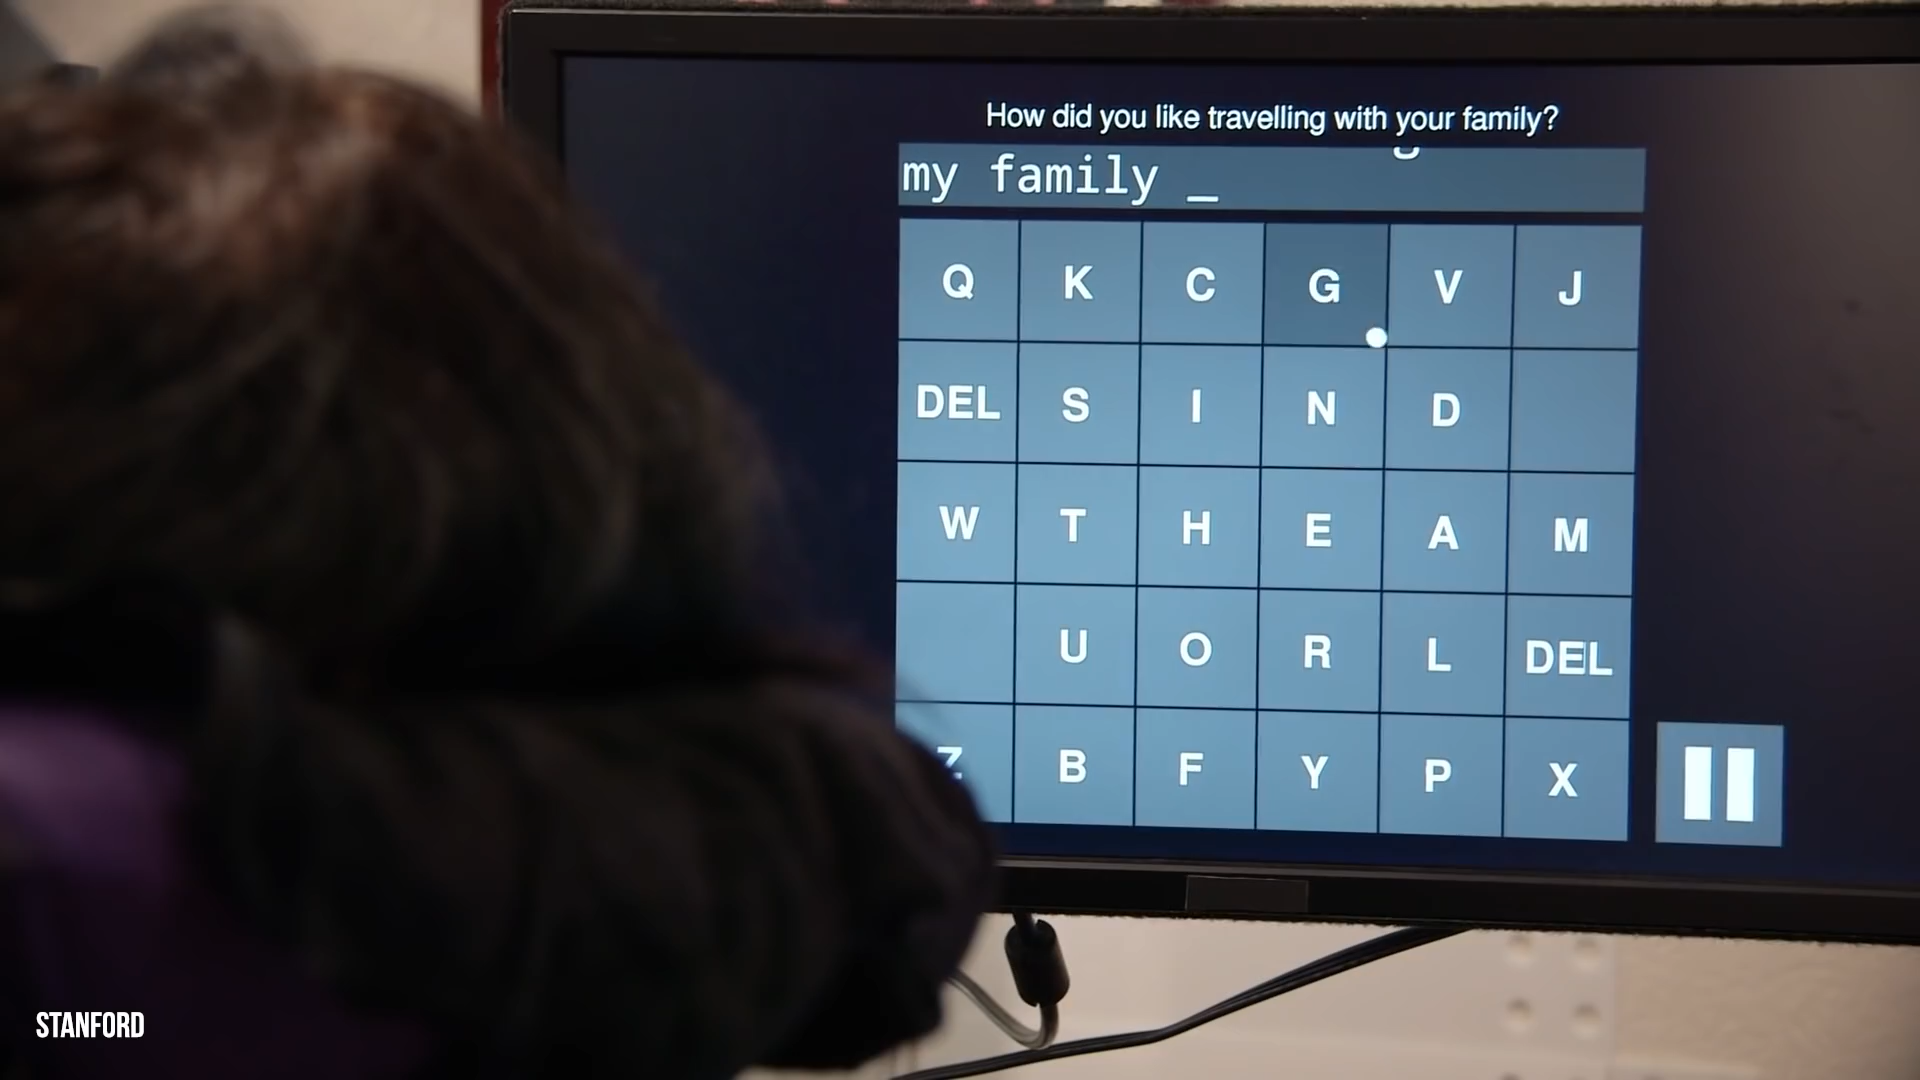 How did you like travelling with your family?
my family _
Q K C G V J
DEL S I N D
W T H E A M
U O R L DEL
Z B F Y P X
STANFORD